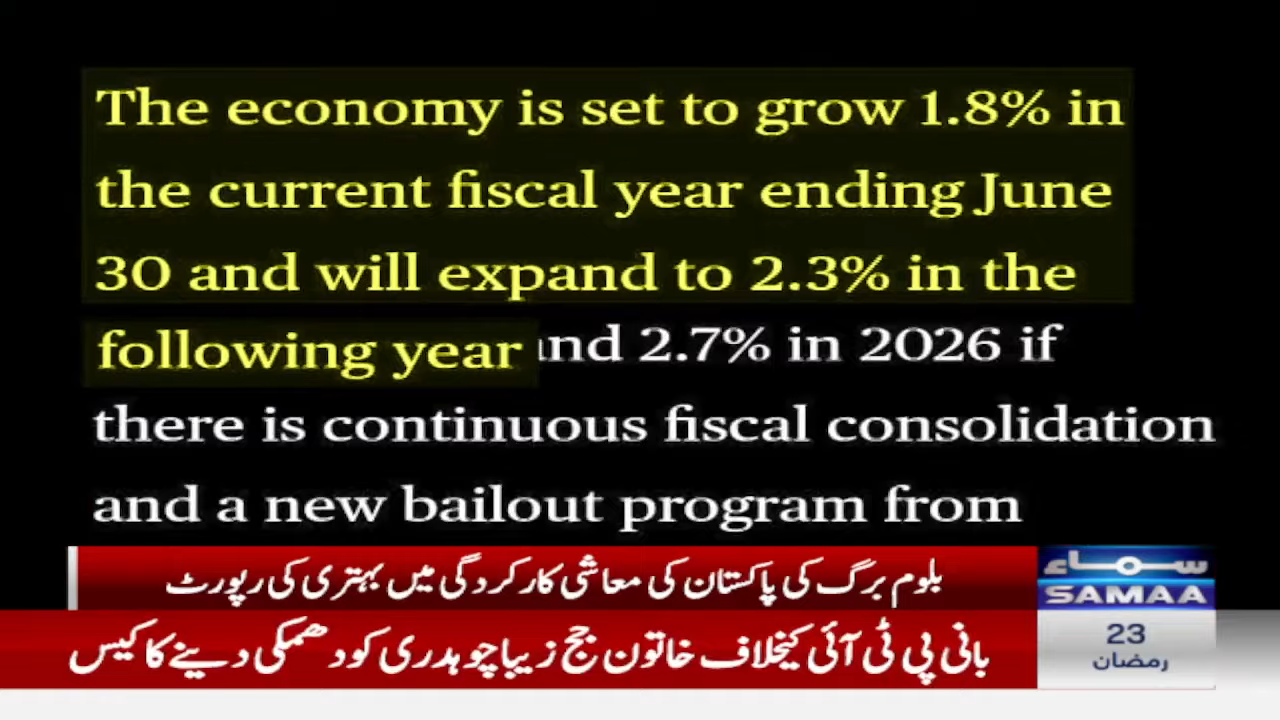 The economy is set to grow 1.8% in
the current fiscal year ending June
30 and will expand to 2.3% in the
following year and 2.7% in 2026 if
there is continuous fiscal consolidation
and a new bailout program from
بلوم برگ کی پاکستان کی معاشی کارکردگی میں بہتری کی رپورٹ
بانی پی ٹی آئی کیخلاف خاتون جج زیبا چوہدری کو دھمکی دینے کا کیس
سماء
SAMAA
23
رمضان